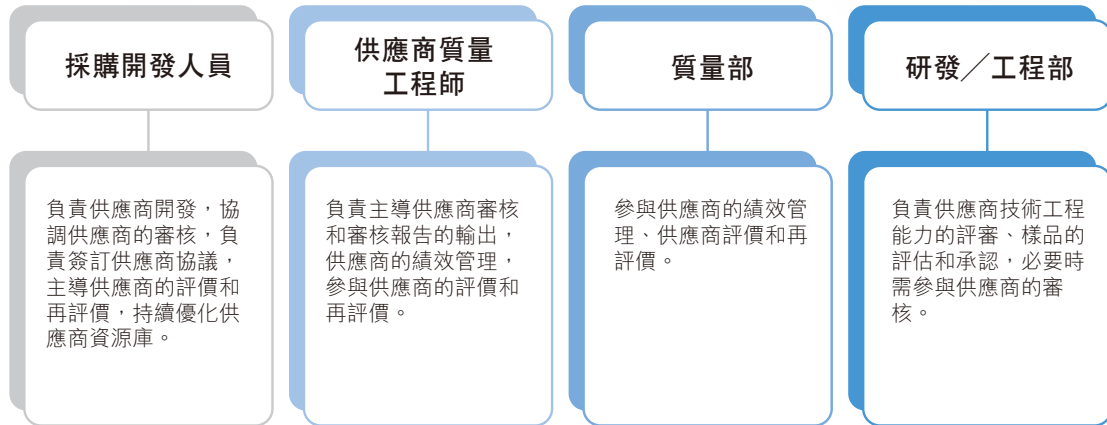 採購開發人員
負責供應商開發，協
調供應商的審核，負
責簽訂供應商協議，
主導供應商的評價和
再評價，持續優化供
應商資源庫。
供應商質量
工程師
負責主導供應商審核
和審核報告的輸出，
供應商的績效管理，
參與供應商的評價和
再評價。
質量部
參與供應商的績效管
理、供應商評價和再
評價。
研發／工程部
負責供應商技術工程
能力的評審、樣品的
評估和承認，必要時
需參與供應商的審
核。